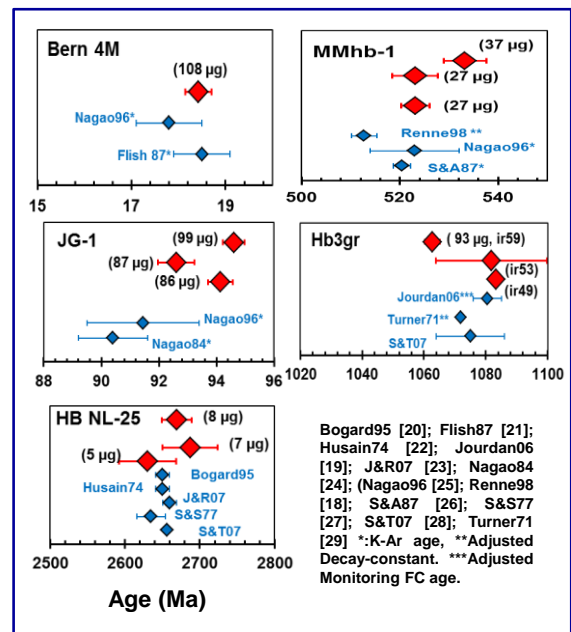 Bern 4M
(108 µg)
Nagao96*
Flish 87*
15 17 19
MMhb-1
(37 µg)
(27 µg)
(27 µg)
Renne98 **
Nagao96*
S&A87*
500 520 540
JG-1
(99 µg)
(87 µg)
(86 µg)
Nagao96*
Nagao84*
88 90 92 94 96
Hb3gr
( 93 µg, ir59)
(ir53)
(ir49)
Jourdan06***
Turner71**
S&T07
1020 1040 1060 1080 1100
HB NL-25
(8 µg)
(7 µg)
(5 µg)
Bogard95
Husain74
J&R07
S&S77
S&T07
2500 2600 2700 2800
Age (Ma)
Bogard95 [20]; Flish87 [21];
Husain74 [22]; Jourdan06
[19]; J&R07 [23]; Nagao84
[24]; (Nagao96 [25]; Renne98
[18]; S&A87 [26]; S&S77
[27]; S&T07 [28]; Turner71
[29] *:K-Ar age, **Adjusted
Decay-constant. ***Adjusted
Monitoring FC age.